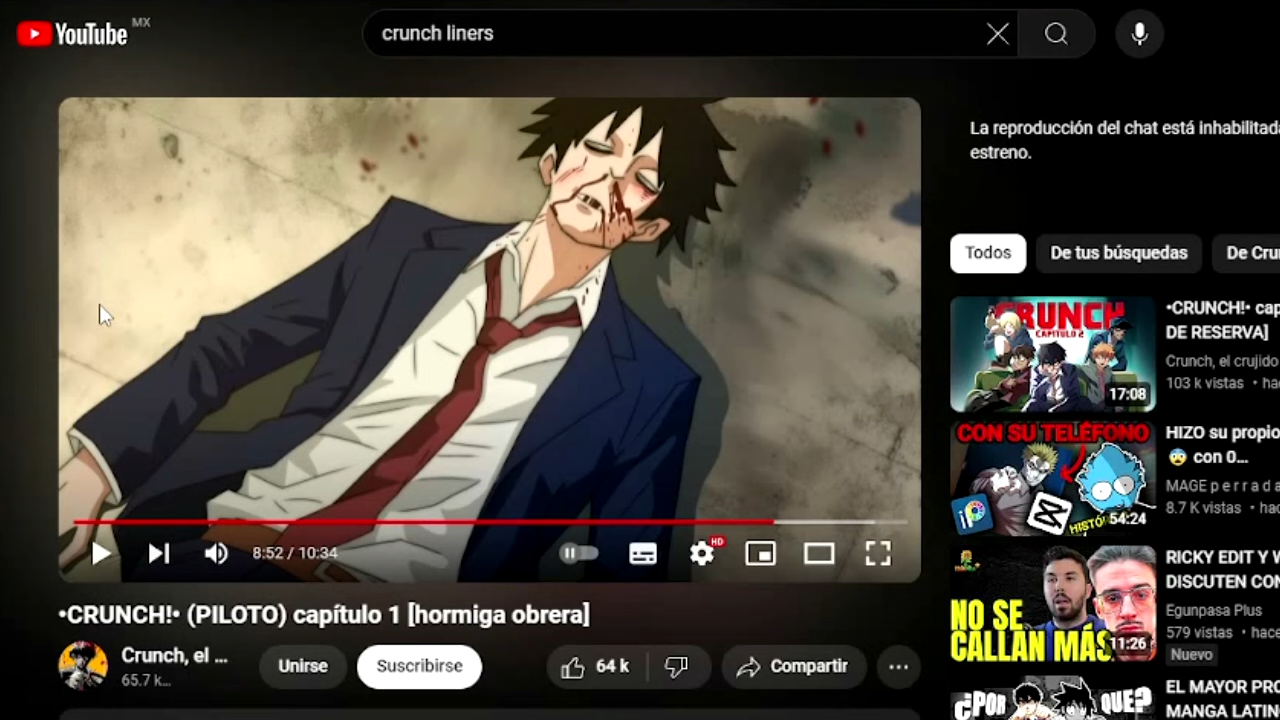 YouTube MX
crunch liners
La reproducción del chat está inhabilitada
estreno.
Todos
De tus búsquedas
De Cru
CRUNCH
CAPITULO 2
17:08
•CRUNCH!• cap
DE RESERVA]
Crunch, el crujido
103 k vistas • hac
CON SU TELÉFONO
HISTÓ
54:24
HIZO su propio
😨 con 0...
MAGE p e r r a d a
8.7 K vistas • hace
NO SE
CALLAN MÁS
11:26
RICKY EDIT Y W
DISCUTEN CON
Egunpasa Plus
579 vistas • hace
Nuevo
¿POR QUE?
EL MAYOR PRO
MANGA LATIN
8:52 / 10:34
HD
•CRUNCH!• (PILOTO) capítulo 1 [hormiga obrera]
Crunch, el ...
65.7 k...
Unirse
Suscribirse
64 k
Compartir